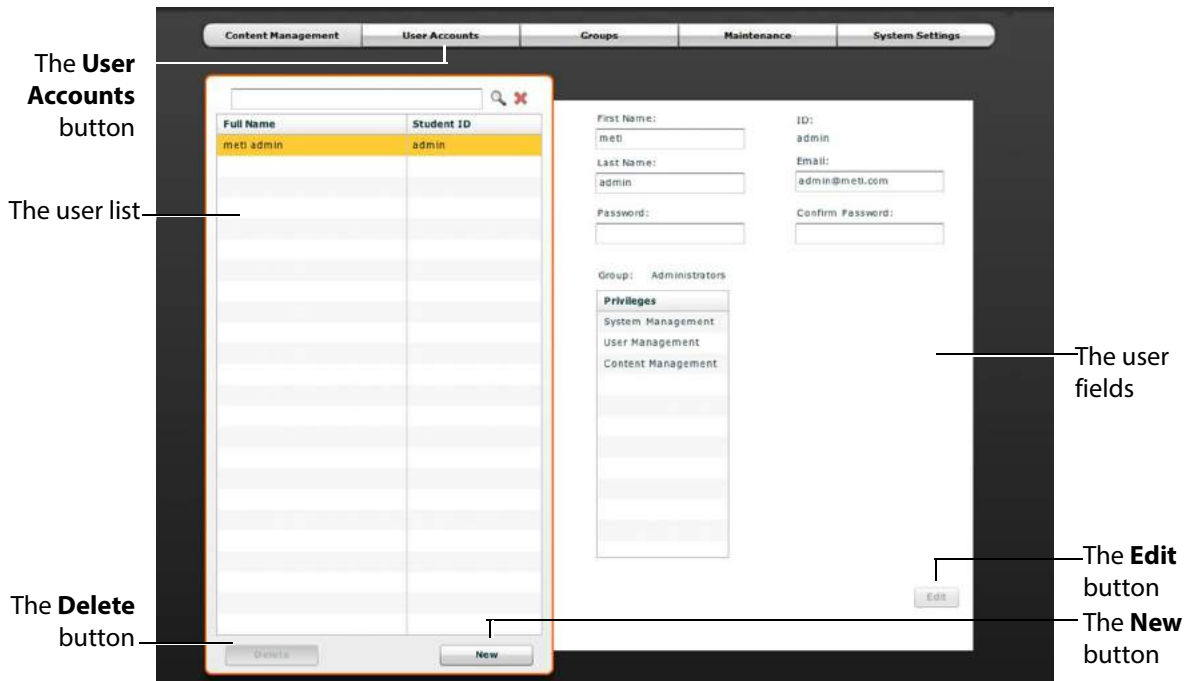 Content Management
User Accounts
Groups
Maintenance
System Settings
The User
Accounts
button
Full Name
Student ID
meti admin
admin
The user list
First Name:
ID:
meti
admin
Last Name:
Email:
admin
admin@meti.com
Password:
Confirm Password:
Group: Administrators
Privileges
System Management
User Management
Content Management
The user
fields
The Edit
button
Edit
The Delete
button
Delete
New
The New
button